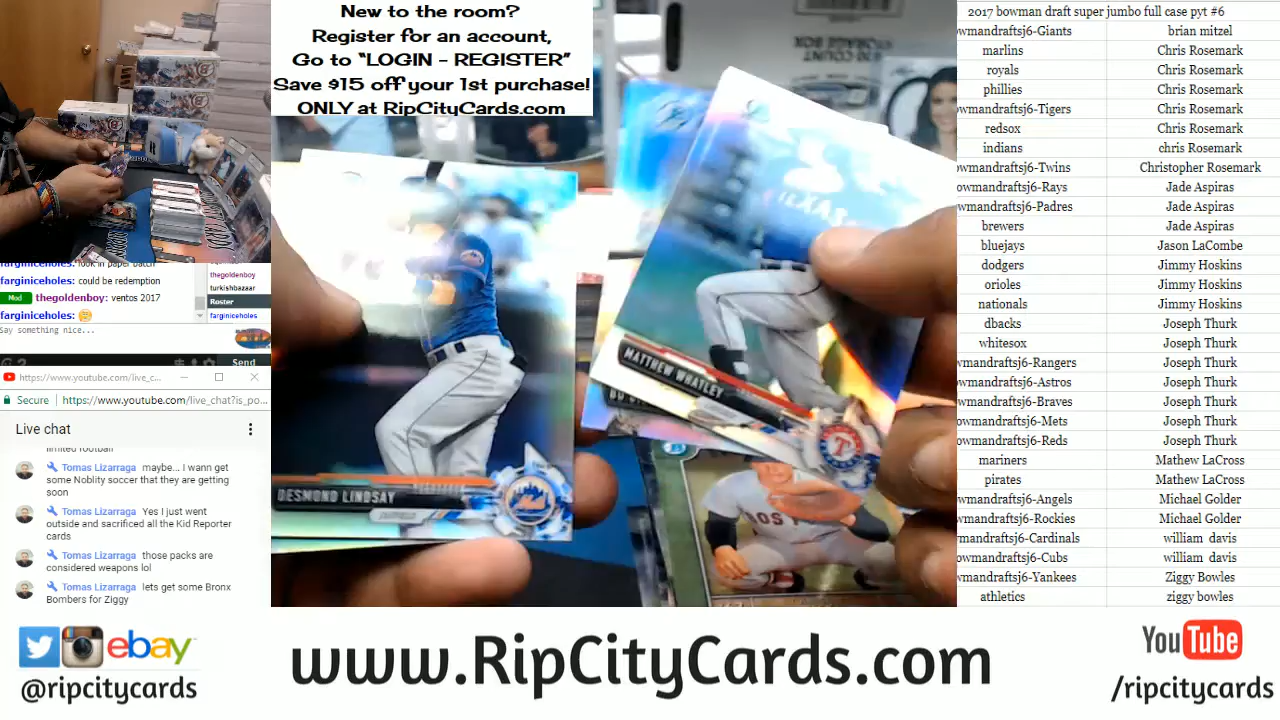 New to the room?
Register for an account,
Go to “LOGIN - REGISTER”
Save $15 off your 1st purchase!
ONLY at RipCityCards.com
2017 bowman draft super jumbo full case pyt #6
owmandraftsj6-Giants brian mitzel
marlins Chris Rosemark
royals Chris Rosemark
phillies Chris Rosemark
owmandraftsj6-Tigers Chris Rosemark
redsox Chris Rosemark
indians chris Rosemark
owmandraftsj6-Twins Christopher Rosemark
owmandraftsj6-Rays Jade Aspiras
owmandraftsj6-Padres Jade Aspiras
brewers Jade Aspiras
bluejays Jason LaCombe
dodgers Jimmy Hoskins
orioles Jimmy Hoskins
nationals Jimmy Hoskins
dbacks Joseph Thurk
whitesox Joseph Thurk
wmandraftsj6-Rangers Joseph Thurk
owmandraftsj6-Astros Joseph Thurk
owmandraftsj6-Braves Joseph Thurk
owmandraftsj6-Mets Joseph Thurk
owmandraftsj6-Reds Joseph Thurk
mariners Mathew LaCross
pirates Mathew LaCross
owmandraftsj6-Angels Michael Golder
owmandraftsj6-Rockies Michael Golder
wmandraftsj6-Cardinals william davis
owmandraftsj6-Cubs william davis
wmandraftsj6-Yankees Ziggy Bowles
athletics ziggy bowles
farginiceholes: look in paper batch
farginiceholes: could be redemption
Mod thegoldenboy: ventos 2017
farginiceholes:
Say something nice...
thegoldenboy
turkishbazaar
Roster
farginiceholes
Send
https://www.youtube.com/live_c...
Secure https://www.youtube.com/live_chat?is_po...
Live chat
limited football
Tomas Lizarraga maybe... I wann get
some Noblity soccer that they are getting
soon
Tomas Lizarraga Yes I just went
outside and sacrificed all the Kid Reporter
cards
Tomas Lizarraga those packs are
considered weapons lol
Tomas Lizarraga lets get some Bronx
Bombers for Ziggy
TEXAS
MATTHEW WHATLEY
DESMOND LINDSAY
OUTFIELD
BOS
ebay
@ripcitycards
www.RipCityCards.com
YouTube
/ripcitycards